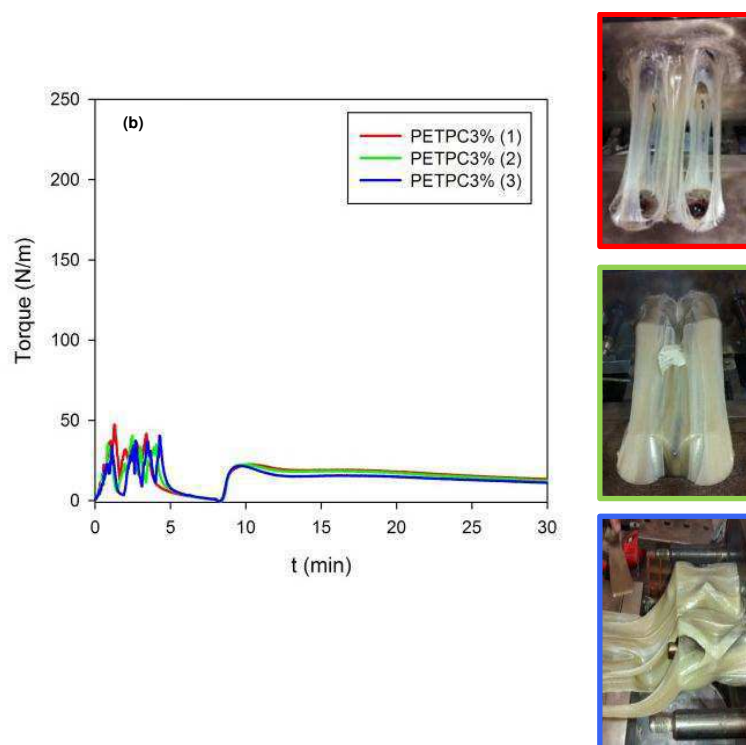 250
(b)
PETPC3% (1)
PETPC3% (2)
PETPC3% (3)
200
150
100
50
0
Torque (N/m)
0 5 10 15 20 25 30
t (min)